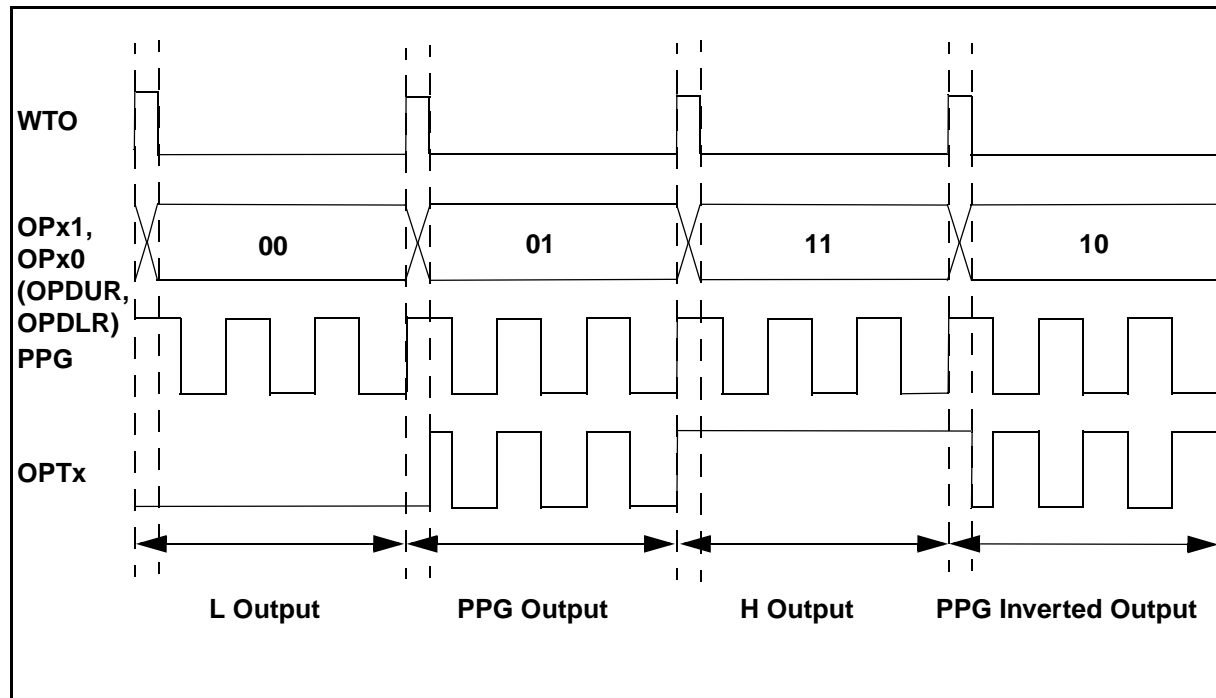 WTO
OPx1,
OPx0
(OPDUR,
OPDLR)
00
01
11
10
PPG
OPTx
L Output
PPG Output
H Output
PPG Inverted Output